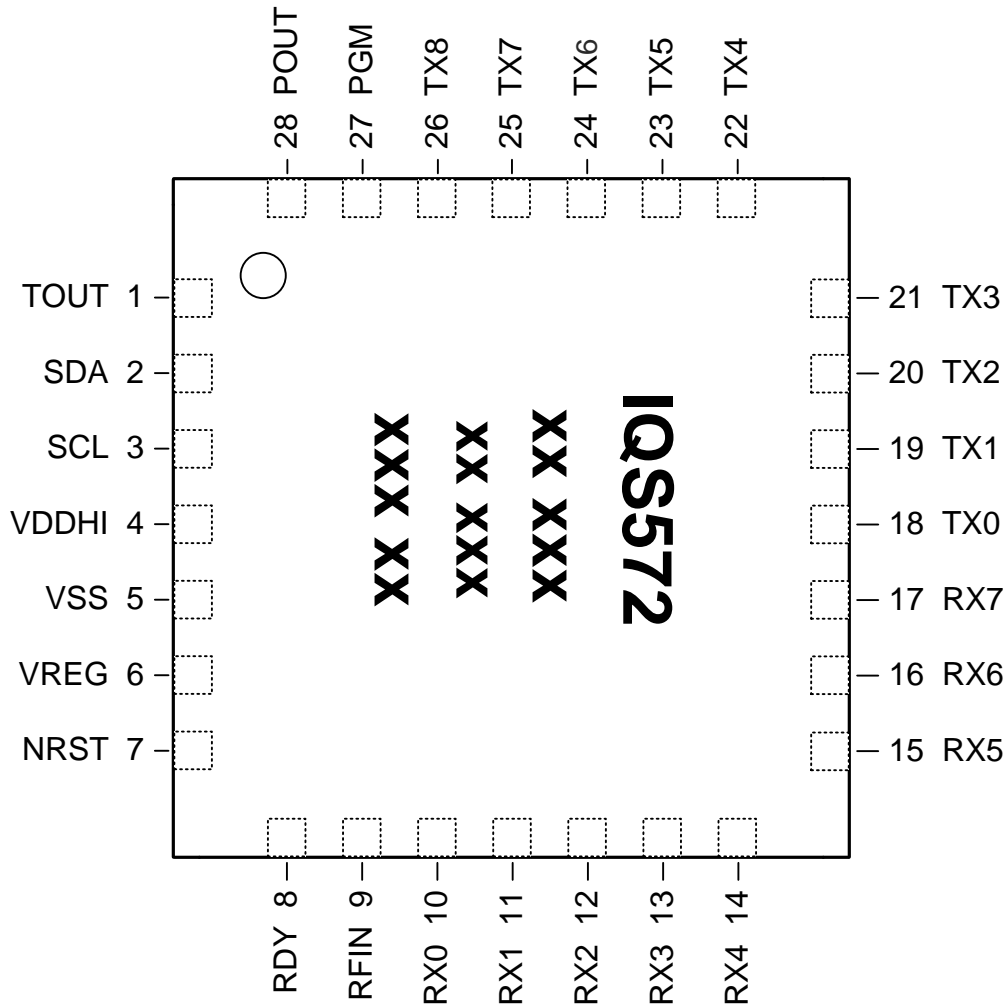 28 POUT
27 PGM
26 TX8
25 TX7
24 TX6
23 TX5
22 TX4
TOUT 1
SDA 2
SCL 3
VDDHI 4
VSS 5
VREG 6
NRST 7
IQS572
xx xxx xx
xxx xx
xx xxx
21 TX3
20 TX2
19 TX1
18 TX0
17 RX7
16 RX6
15 RX5
RDY 8
RFIN 9
RX0 10
RX1 11
RX2 12
RX3 13
RX4 14